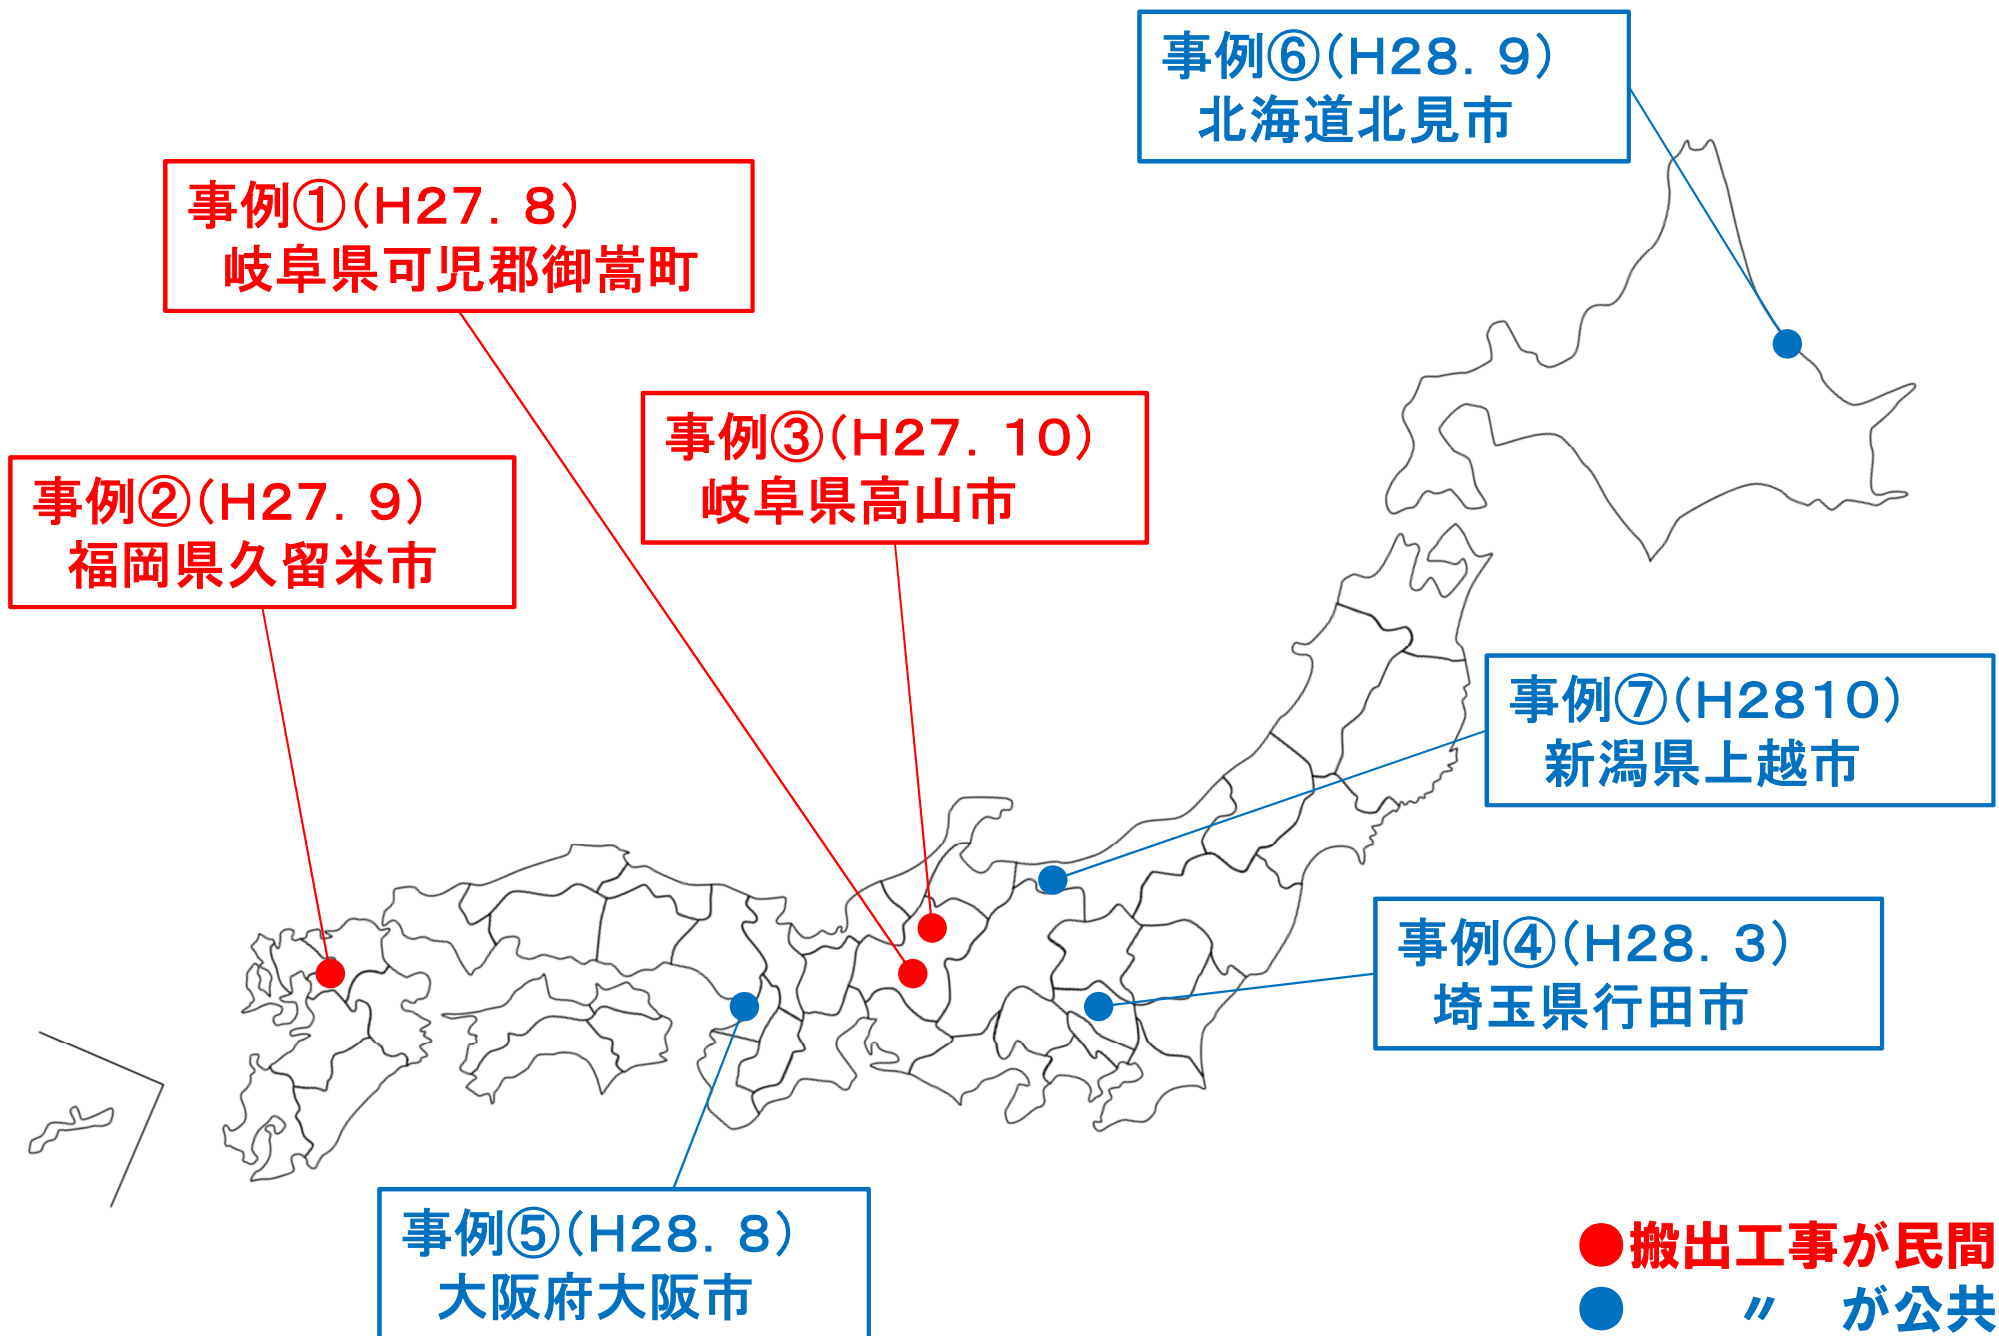 事例⑥(H28．9)
北海道北見市
事例①(H27．8)
岐阜県可児郡御嵩町
事例③(H27．10)
岐阜県高山市
事例②(H27．9)
福岡県久留米市
事例⑦(H2810)
新潟県上越市
事例④(H28．3)
埼玉県行田市
事例⑤(H28．8)
大阪府大阪市
●搬出工事が民間
●　〃　が公共